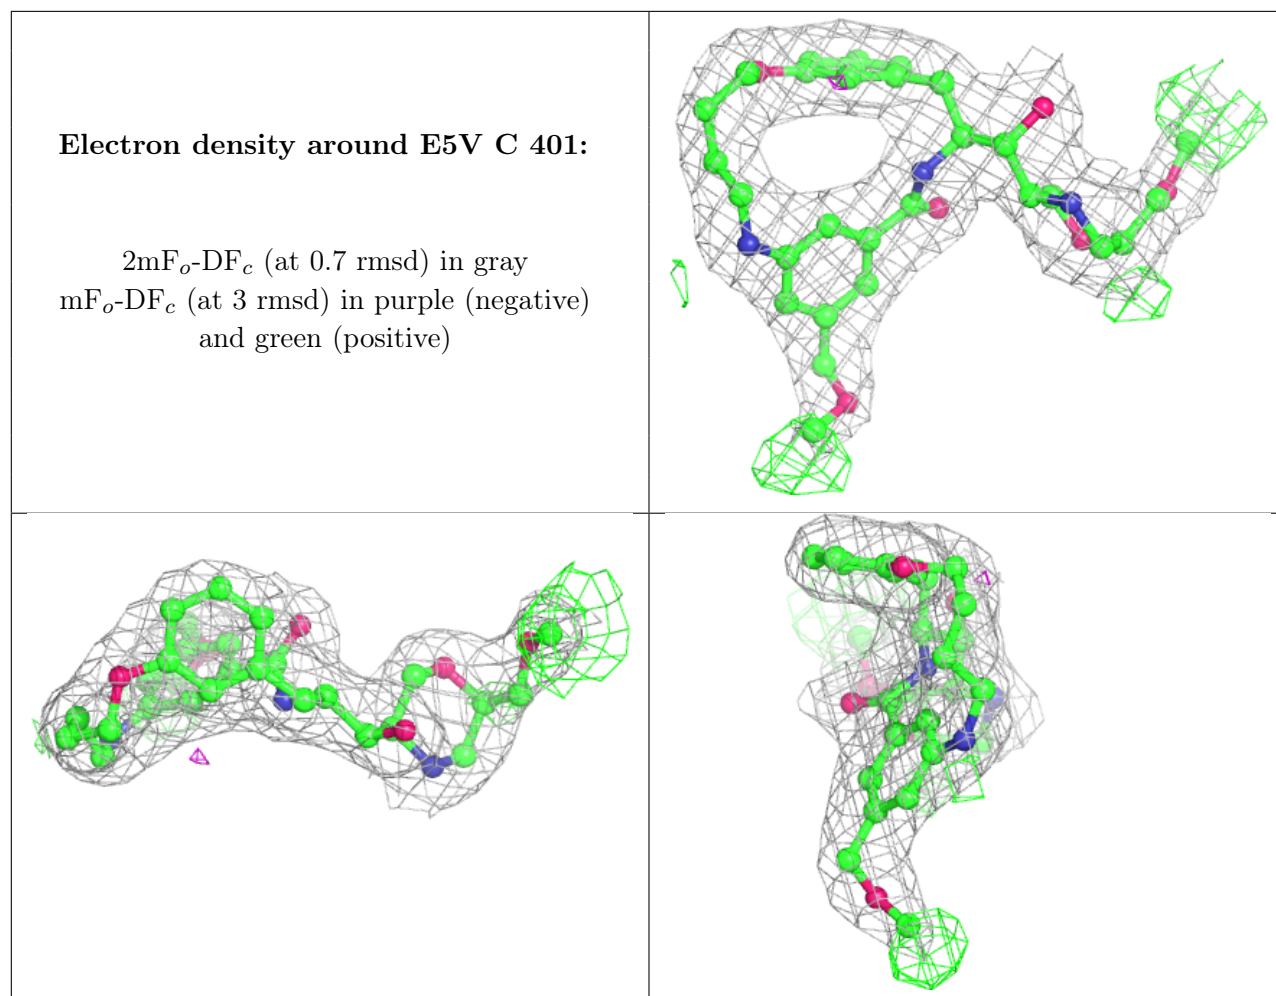 Electron density around E5V C 401:
2mFo-DFc (at 0.7 rmsd) in gray
mFo-DFc (at 3 rmsd) in purple (negative)
and green (positive)